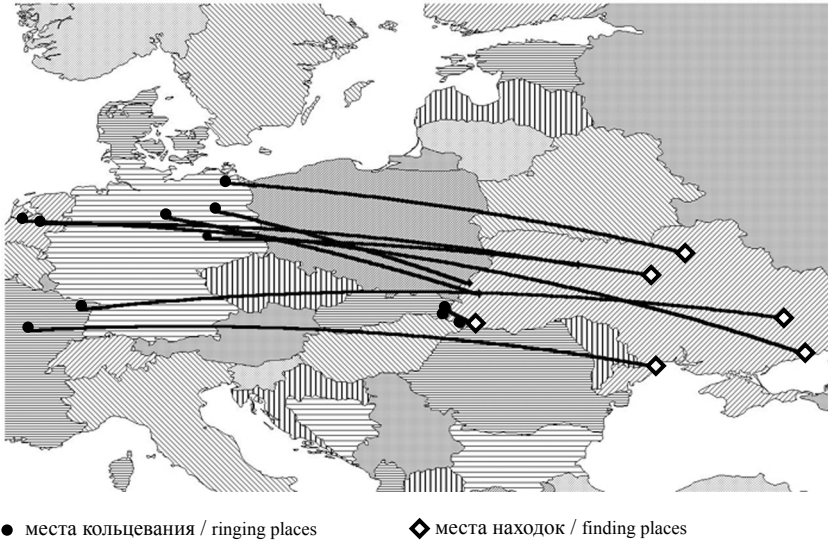 места кольцевания / ringing places
места находок / finding places